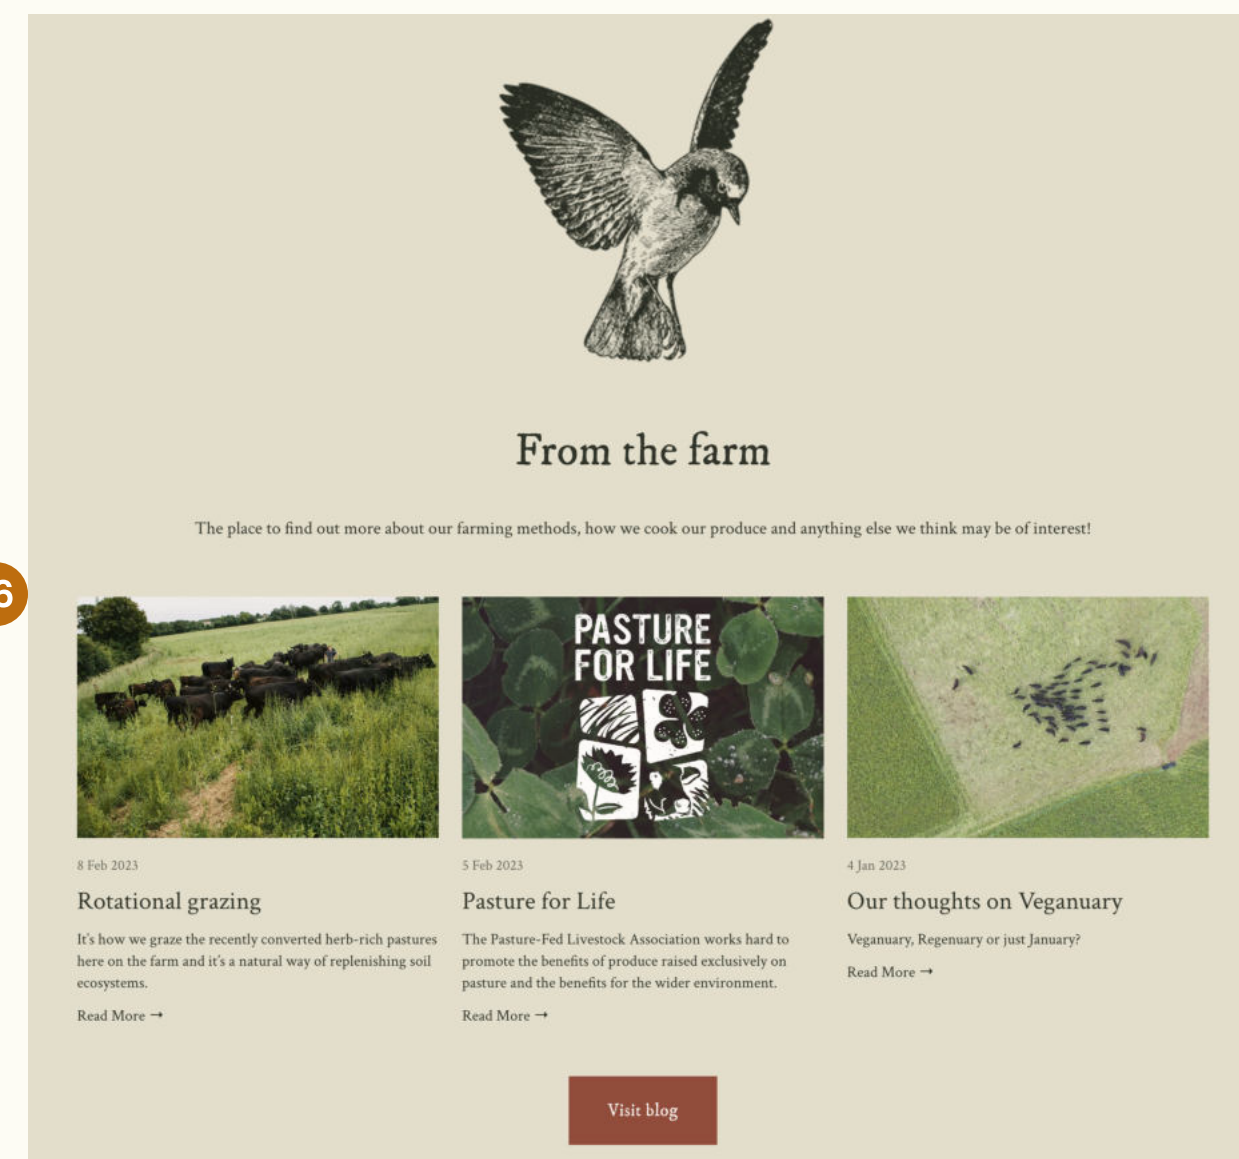 From the farm
The place to find out more about our farming methods, how we cook our produce and anything else we think may be of interest!
6
PASTURE
FOR LIFE
8 Feb 2023
Rotational grazing
It's how we graze the recently converted herb-rich pastures
here on the farm and it's a natural way of replenishing soil
ecosystems.
Read More →
5 Feb 2023
Pasture for Life
The Pasture-Fed Livestock Association works hard to
promote the benefits of produce raised exclusively on
pasture and the benefits for the wider environment.
Read More →
4 Jan 2023
Our thoughts on Veganuary
Veganuary, Regenuary or just January?
Read More →
Visit blog